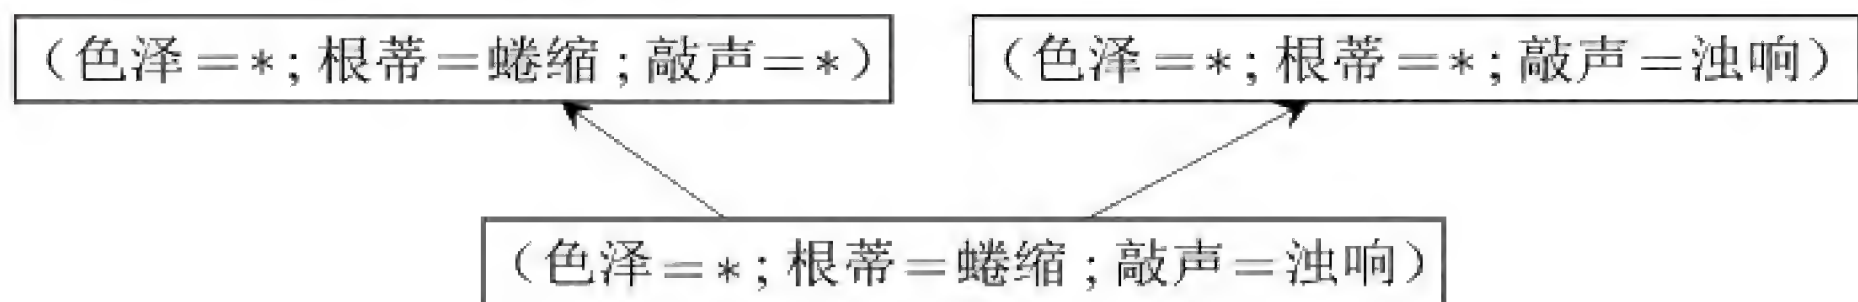 （色泽＝*；根蒂＝蜷缩；敲声＝*）
（色泽＝*；根蒂＝*；敲声＝浊响）
（色泽＝*；根蒂＝蜷缩；敲声＝浊响）